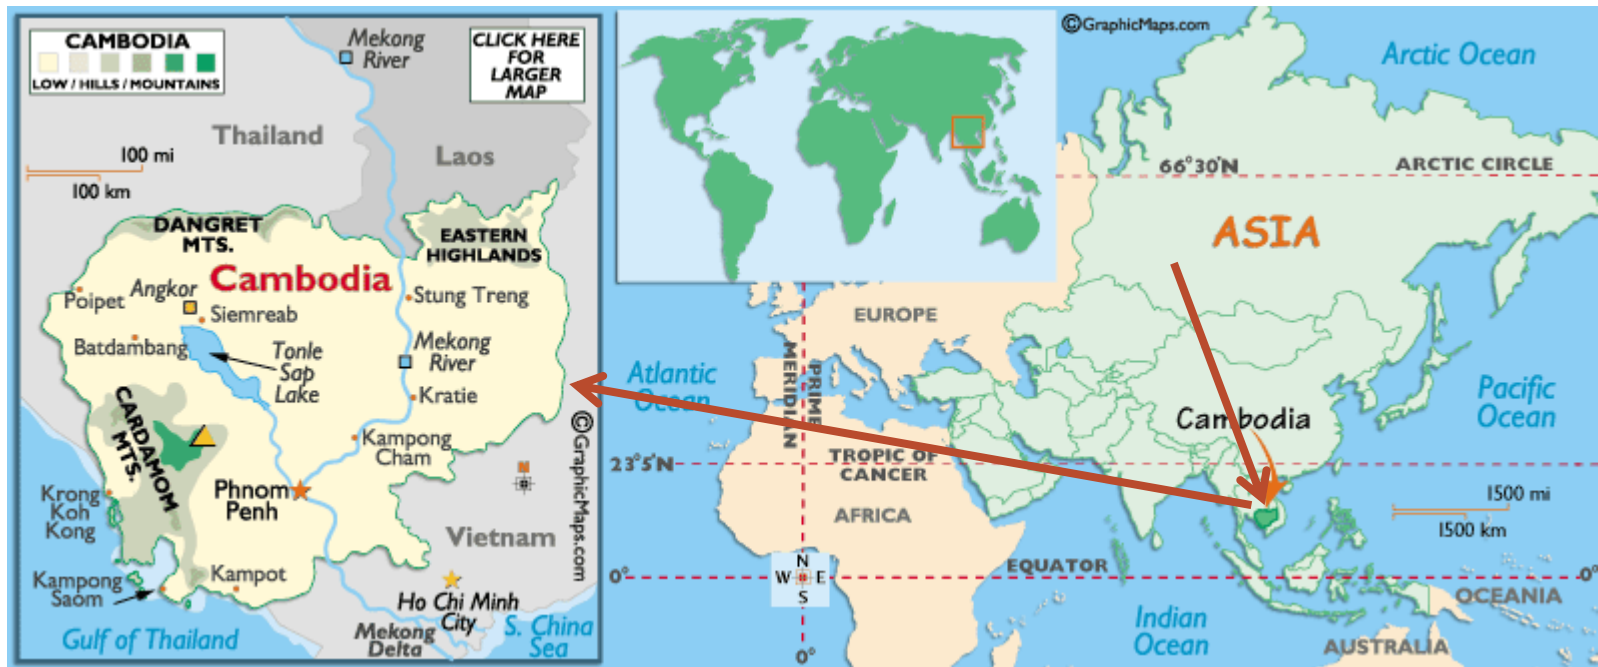 CAMBODIA
LOW / HILLS / MOUNTAINS
Mekong
River
CLICK HERE
FOR
LARGER
MAP
Thailand
Laos
100 mi
100 km
DANGRET
MTS.
EASTERN
HIGHLANDS
Cambodia
Poipet
Angkor
Siemreab
Stung Treng
Batdambang
Tonle
Sap
Lake
Mekong
River
Kratie
CARDAMOM
MTS.
Kampong
Cham
©GraphicMaps.com
N
Phnom
Penh
Krong
Koh
Kong
Vietnam
Kampong
Saom
Kampot
Ho Chi Minh
City
Gulf of Thailand
Mekong
Delta
S. China
Sea
©GraphicMaps.com
Arctic Ocean
66°30'N
ARCTIC CIRCLE
ASIA
EUROPE
Atlantic
Ocean
PRIME
MERIDIAN
Pacific
Ocean
Cambodia
23°5'N
TROPIC OF
CANCER
AFRICA
1500 mi
1500 km
EQUATOR
N
W E
S
0°
0°
OCEANIA
Indian
Ocean
AUSTRALIA
0°